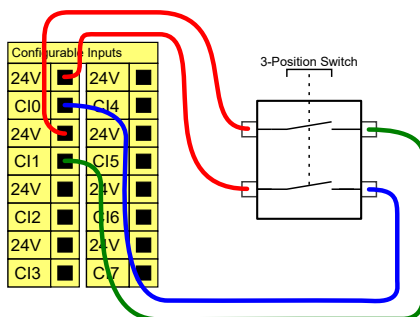 Configurable Inputs
3-Position Switch
24V 24V
CI0 CI4
24V 24V
CI1 CI5
24V 24V
CI2 CI6
24V 24V
CI3 CI7